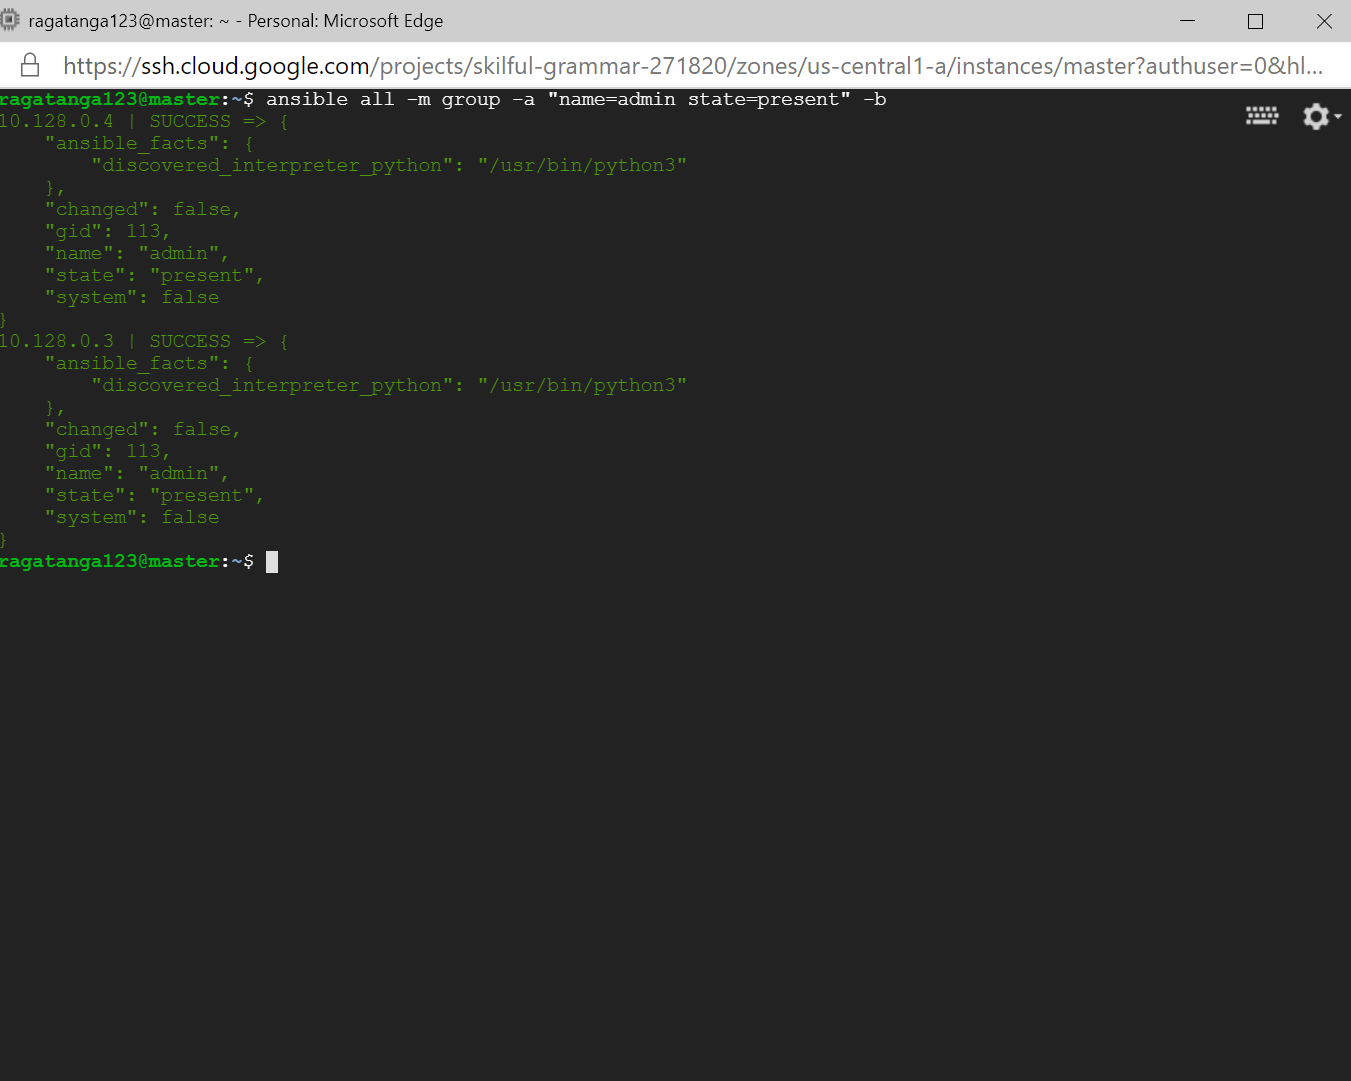 ragatanga123@master: ~ - Personal: Microsoft Edge
https://ssh.cloud.google.com/projects/skilful-grammar-271820/zones/us-central1-a/instances/master?authuser=0&hl...
ragatanga123@master:~$ ansible all -m group -a "name=admin state=present" -b
10.128.0.4 | SUCCESS => {
    "ansible_facts": {
        "discovered_interpreter_python": "/usr/bin/python3"
    },
    "changed": false,
    "gid": 113,
    "name": "admin",
    "state": "present",
    "system": false
}
10.128.0.3 | SUCCESS => {
    "ansible_facts": {
        "discovered_interpreter_python": "/usr/bin/python3"
    },
    "changed": false,
    "gid": 113,
    "name": "admin",
    "state": "present",
    "system": false
}
ragatanga123@master:~$